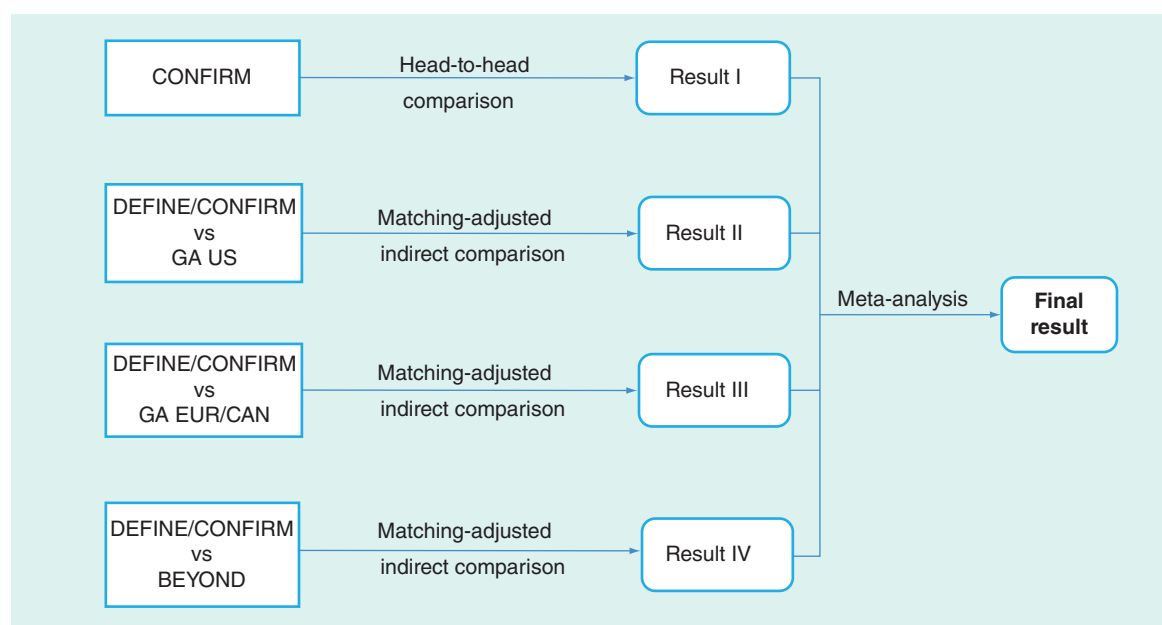 CONFIRM
Head-to-head
comparison
Result I
DEFINE/CONFIRM
vs
GA US
Matching-adjusted
indirect comparison
Result II
DEFINE/CONFIRM
vs
GA EUR/CAN
Matching-adjusted
indirect comparison
Result III
DEFINE/CONFIRM
vs
BEYOND
Matching-adjusted
indirect comparison
Result IV
Meta-analysis
Final
result